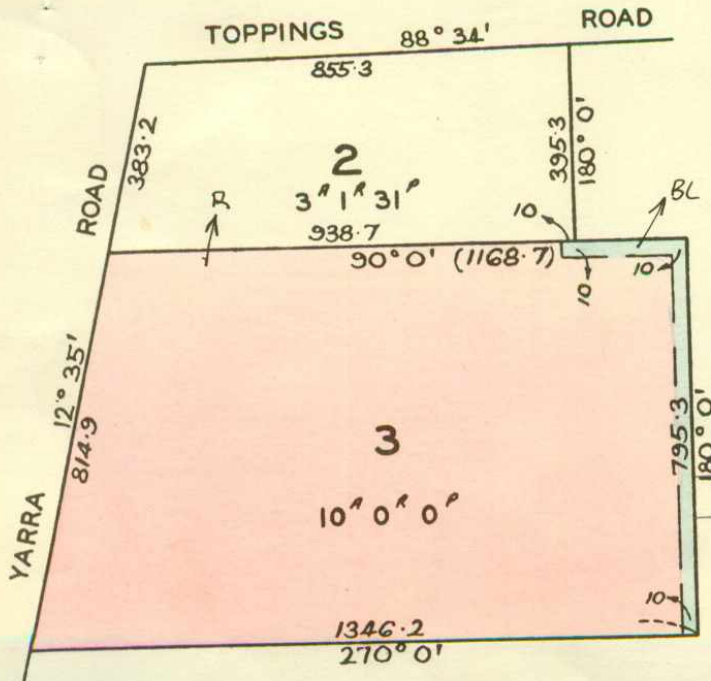 TOPPINGS 88° 34' ROAD
855.3
383.2
ROAD
2
3ᴬ 1ᴿ 31ᴾ
395.3
180° 0'
R
938.7
10
BL
90° 0' (1168.7)
10
10
12° 35'
814.9
YARRA
3
10ᴬ 0ᴿ 0ᴾ
795.3
180° 0'
10
1346.2
270° 0'